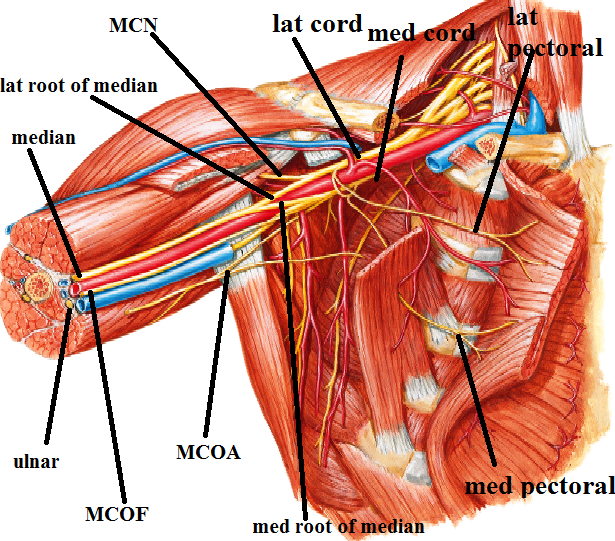 MCN
lat cord
med cord
lat
pectoral
lat root of median
median
ulnar
MCOF
MCOA
med root of median
med pectoral